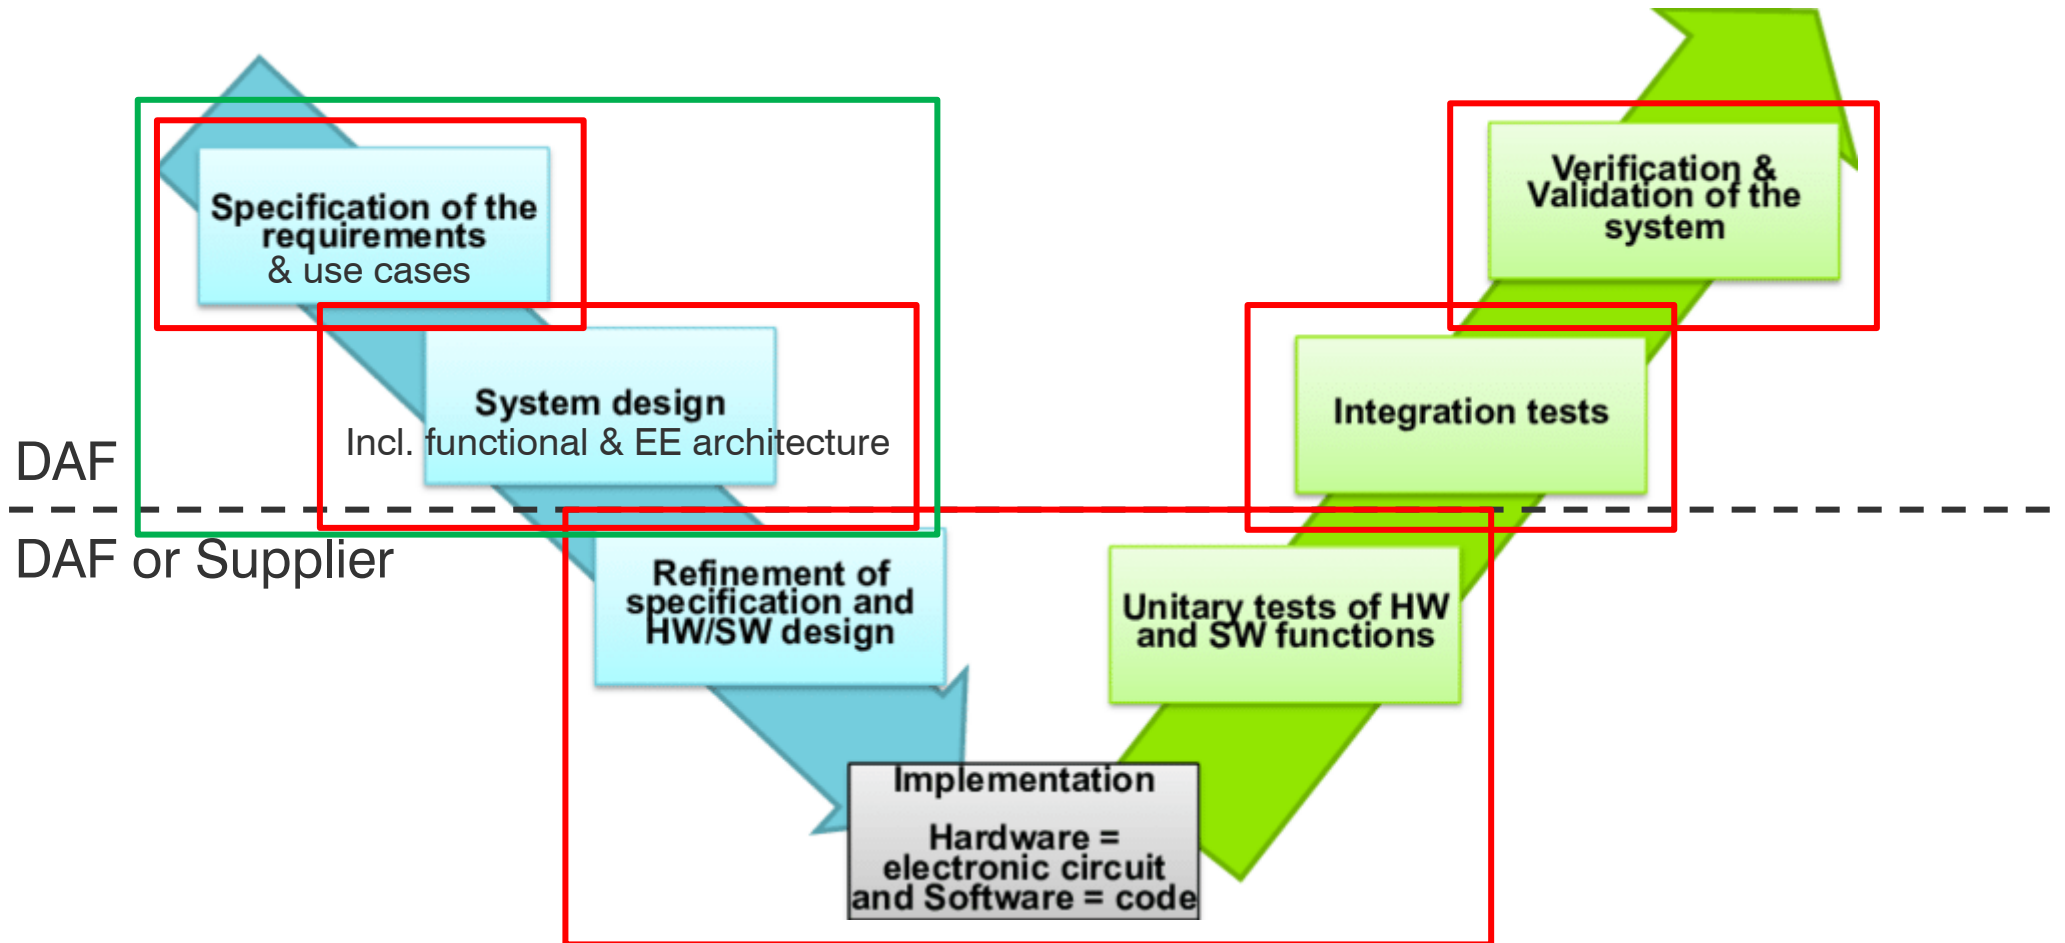 Specification of the
requirements
& use cases
System design
Incl. functional & EE architecture
DAF
DAF or Supplier
Refinement of
specification and
HW/SW design
Implementation
Hardware =
electronic circuit
and Software = code
Unitary tests of HW
and SW functions
Integration tests
Verification &
Validation of the
system